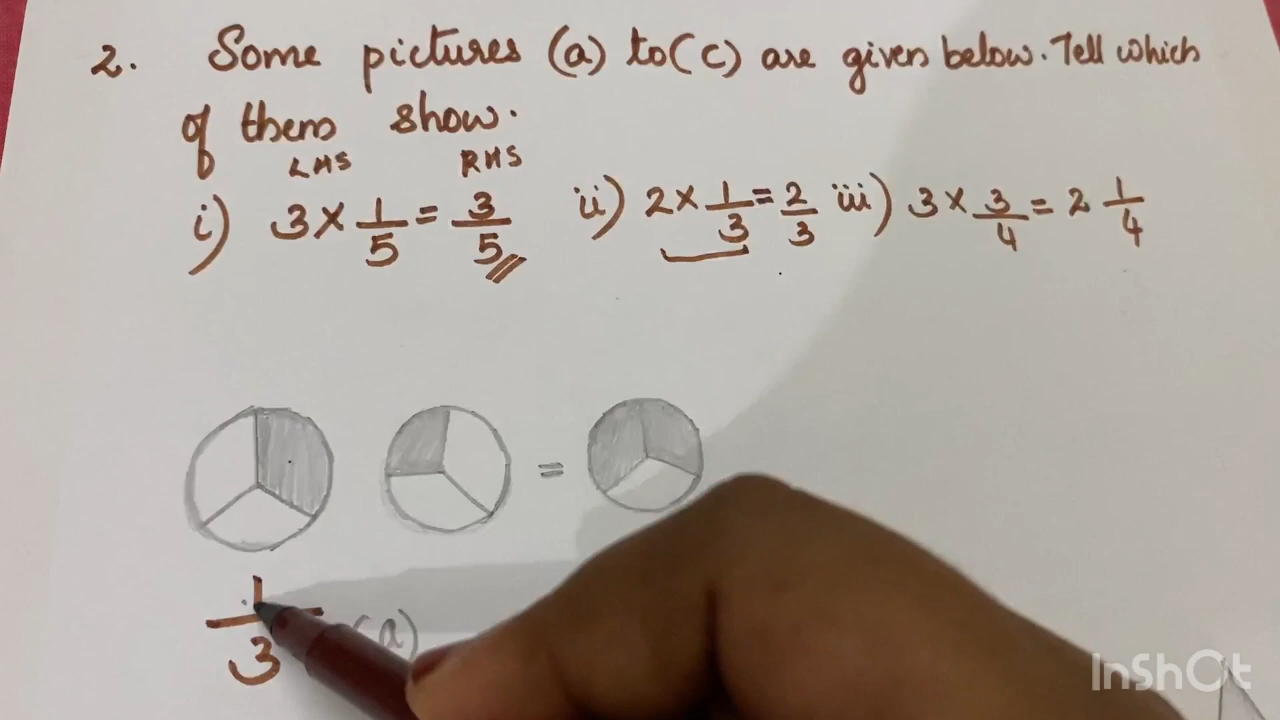 2. Some pictures (a) to (c) are given below. Tell which
of them show.
LHS RHS
i) 3 × 1/5 = 3/5 ii) 2 × 1/3 = 2/3 iii) 3 × 3/4 = 2 1/4
=
1/3 (a)
InShOt